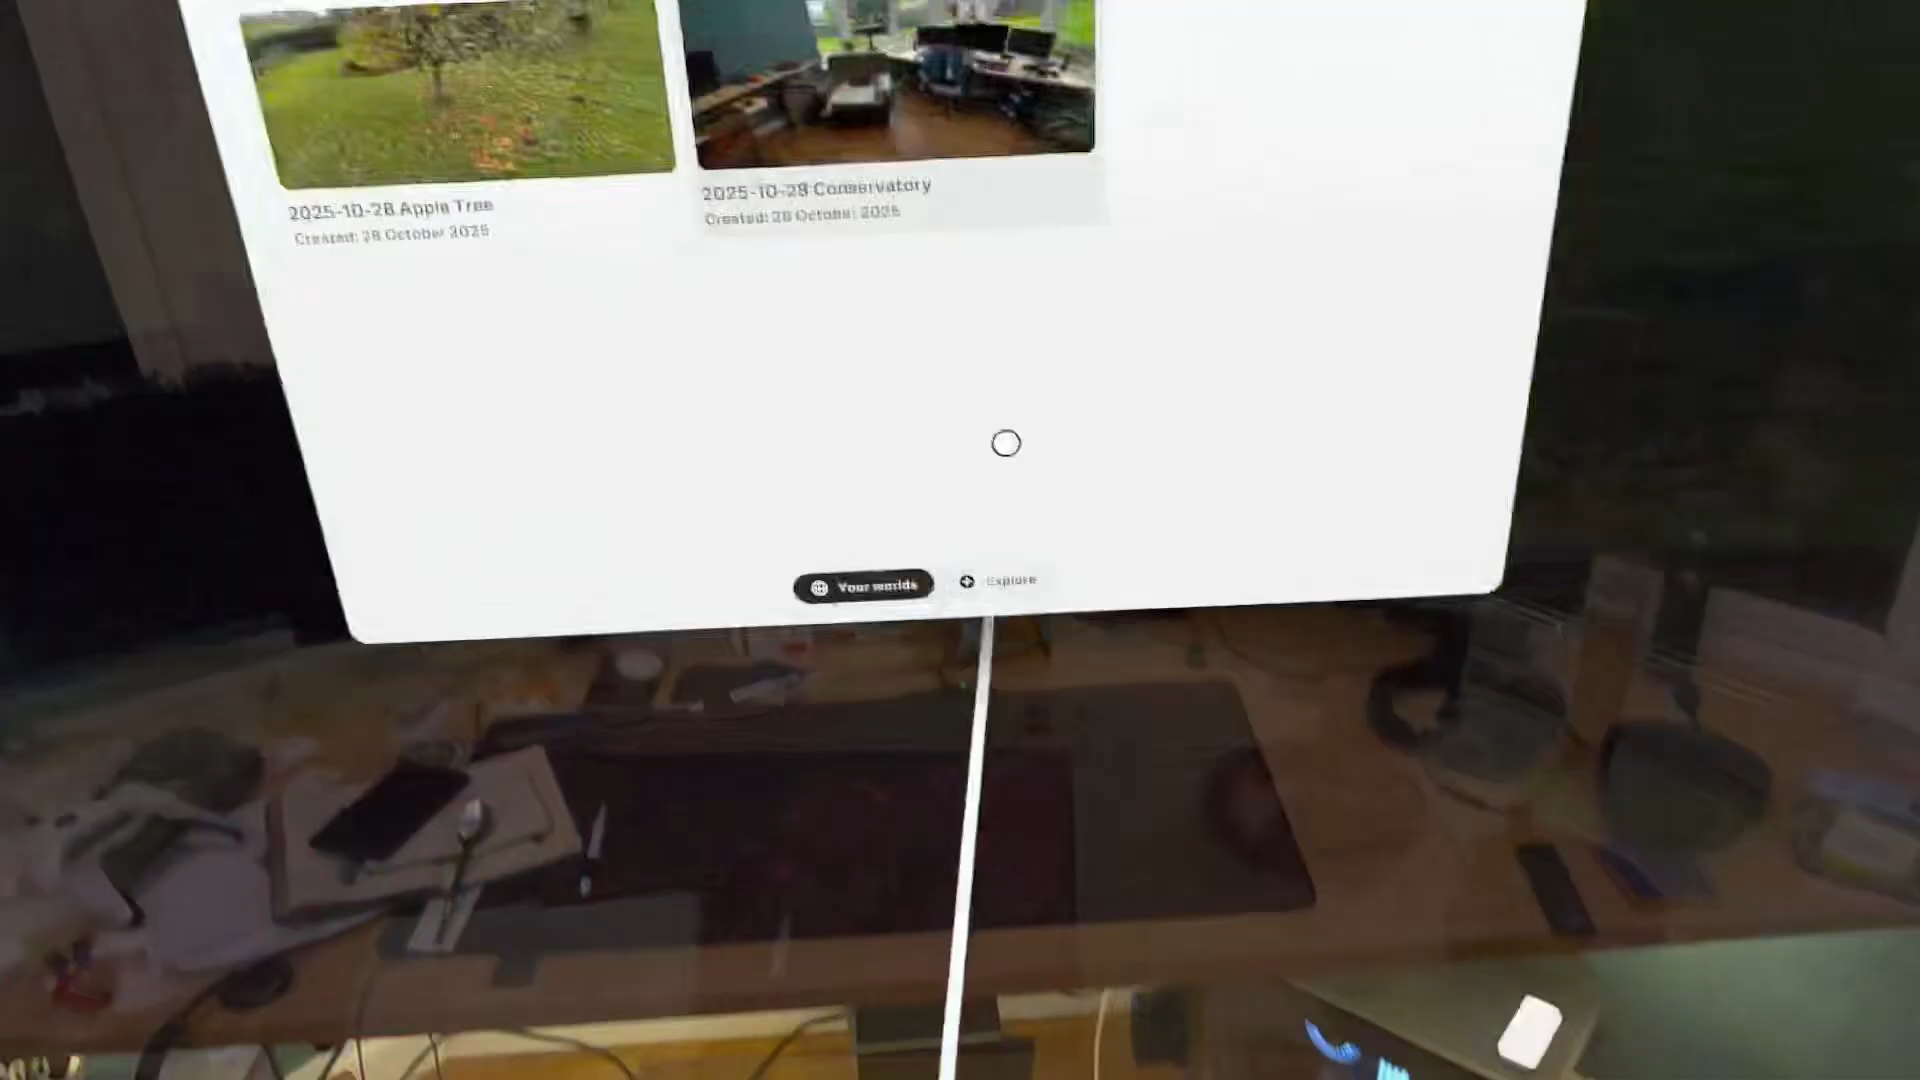 2025-10-28 Apple Tree
Created: 28 October 2025
2025-10-28 Conservatory
Created: 28 October 2025
Your worlds
Explore